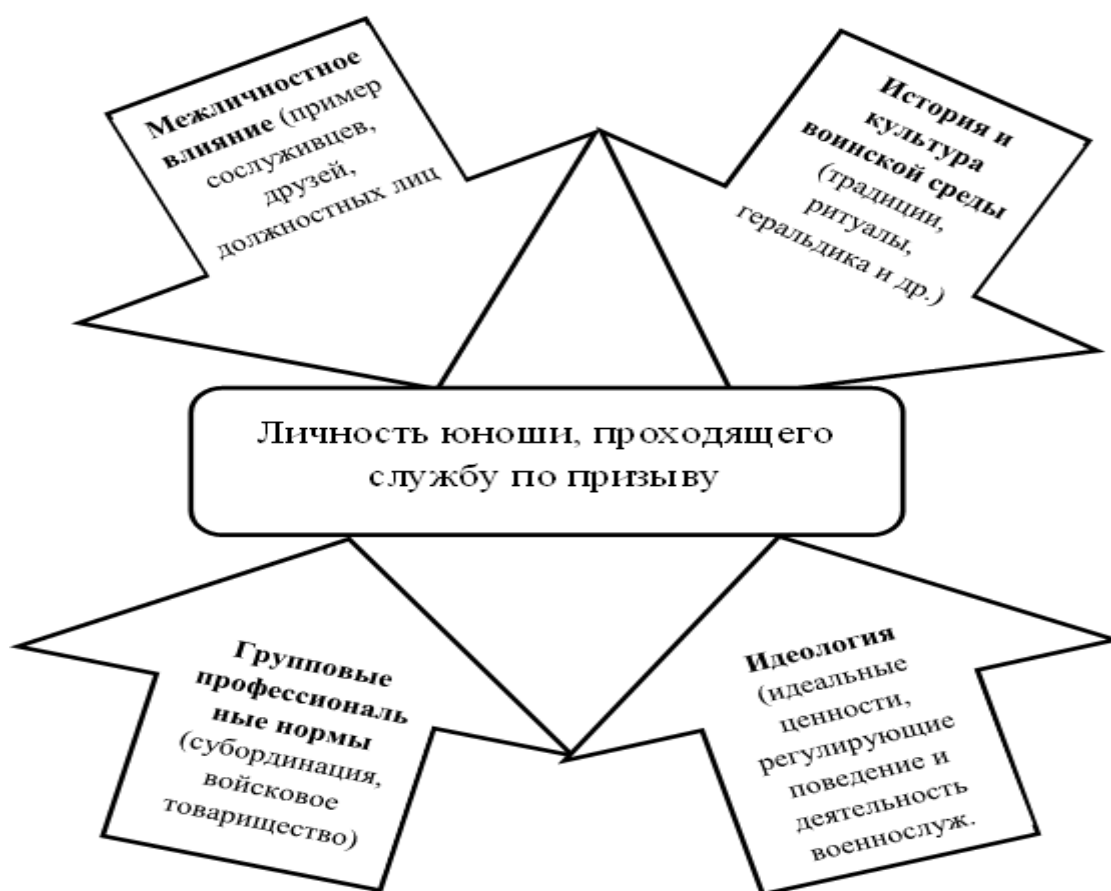 Межличностное
влияние (пример
сослуживцев,
друзей,
должностных лиц
История и
культура
воинской среды
(традиции,
ритуалы,
геральдика и др.)
Личность юноши, проходящего
службу по призыву
Групповые
профессиональ
ные нормы
(субординация,
войсковое
товарищество)
Идеология
(идеальные
ценности,
регулирующие
поведение и
деятельность
военнослуж.